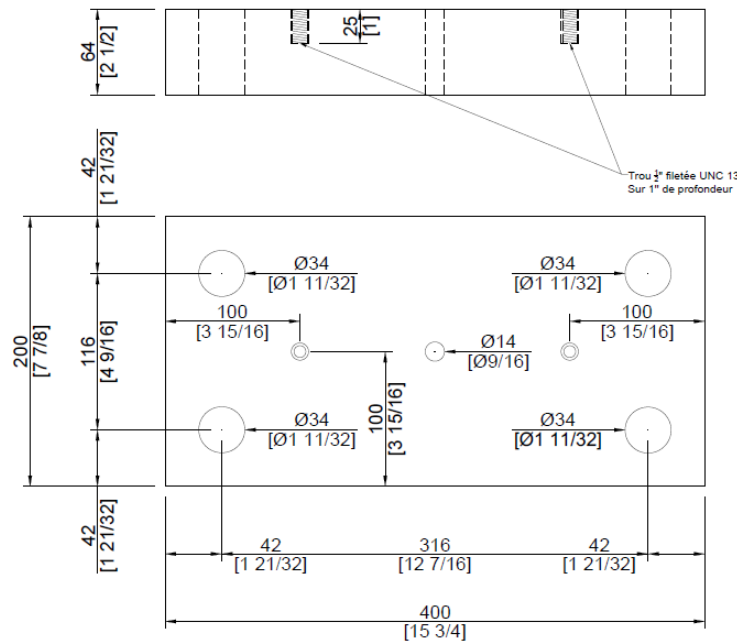 64
[2 1/2]
25
[1]
42
[1 21/32]
Trou ½" filetée UNC 13
Sur 1" de profondeur
Ø34
[Ø1 11/32]
Ø34
[Ø1 11/32]
100
[3 15/16]
100
[3 15/16]
200
[7 7/8]
116
[4 9/16]
Ø14
[Ø9/16]
100
[3 15/16]
Ø34
[Ø1 11/32]
Ø34
[Ø1 11/32]
42
[1 21/32]
42
[1 21/32]
316
[12 7/16]
42
[1 21/32]
400
[15 3/4]